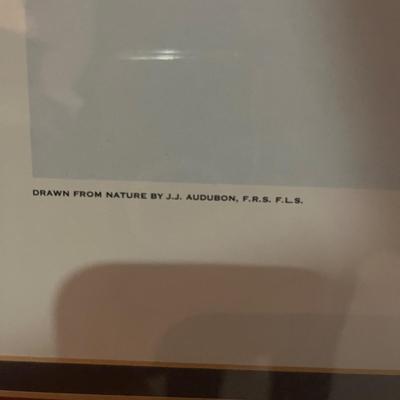 DRAWN FROM NATURE BY J.J. AUDUBON, F.R.S. F.L.S.